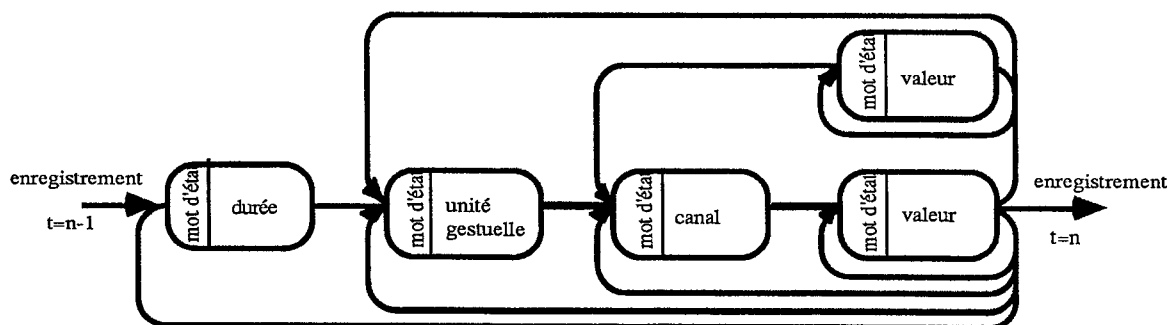 mot d'état
valeur
enregistrement
t=n-1
mot d'état
durée
mot d'état
unité
gestuelle
mot d'état
canal
mot d'état
valeur
enregistrement
t=n